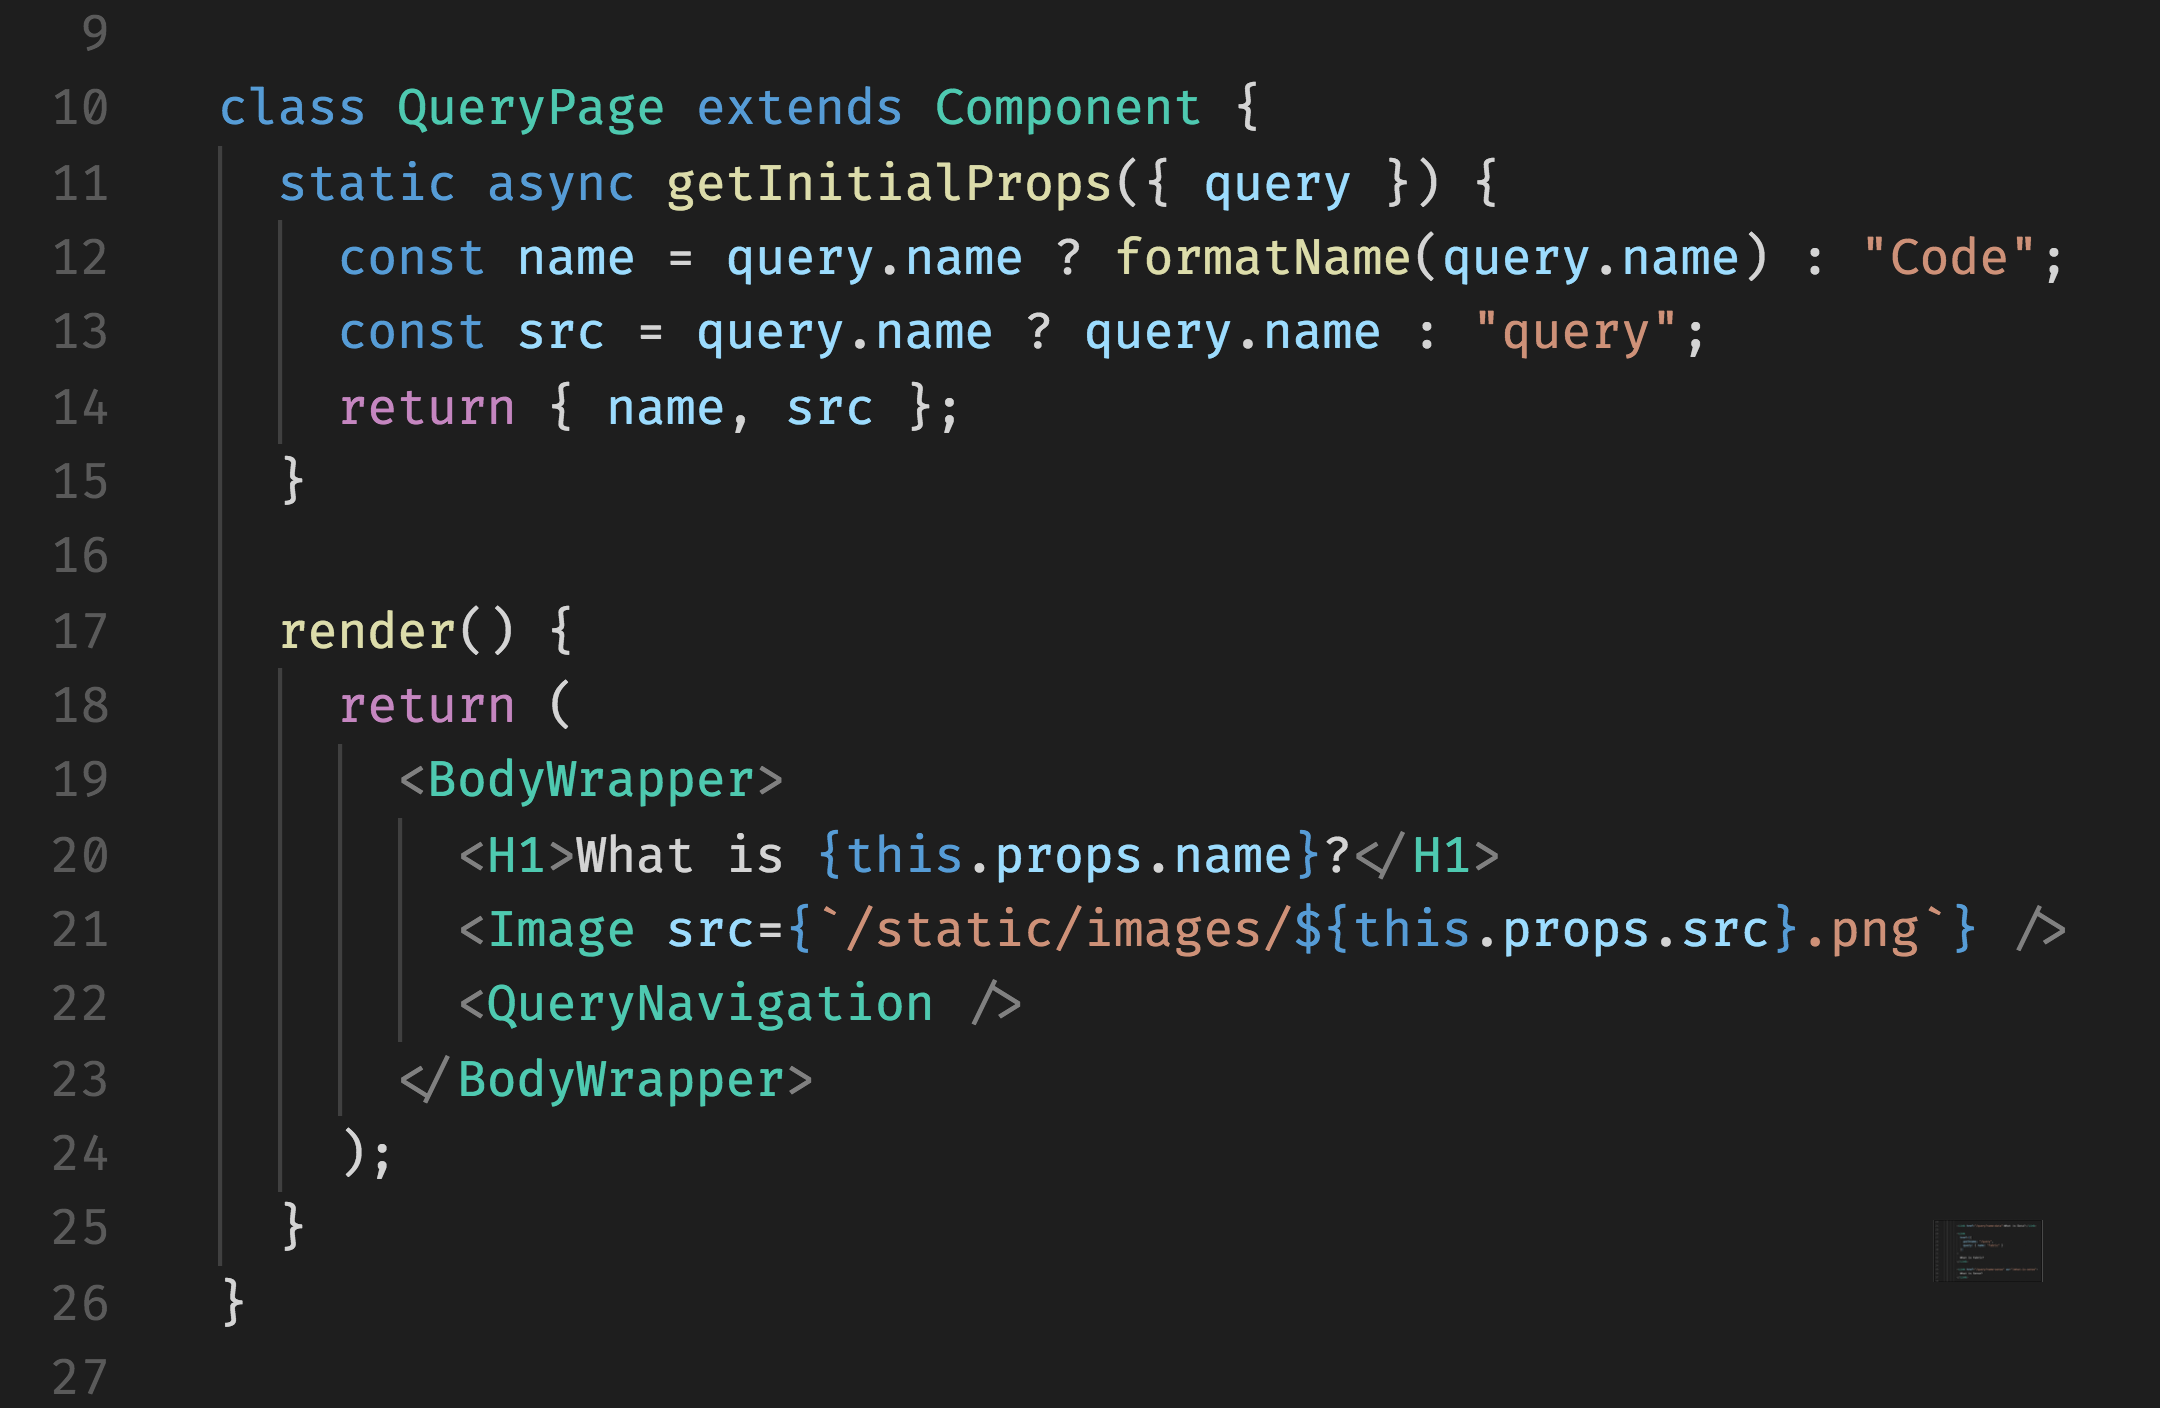 9
10 class QueryPage extends Component {
11 static async getInitialProps({ query }) {
12 const name = query.name ? formatName(query.name) : "Code";
13 const src = query.name ? query.name : "query";
14 return { name, src };
15 }
16
17 render() {
18 return (
19 <BodyWrapper>
20 <H1>What is {this.props.name}?</H1>
21 <Image src={`/static/images/${this.props.src}.png`} />
22 <QueryNavigation />
23 </BodyWrapper>
24 );
25 }
26 }
27